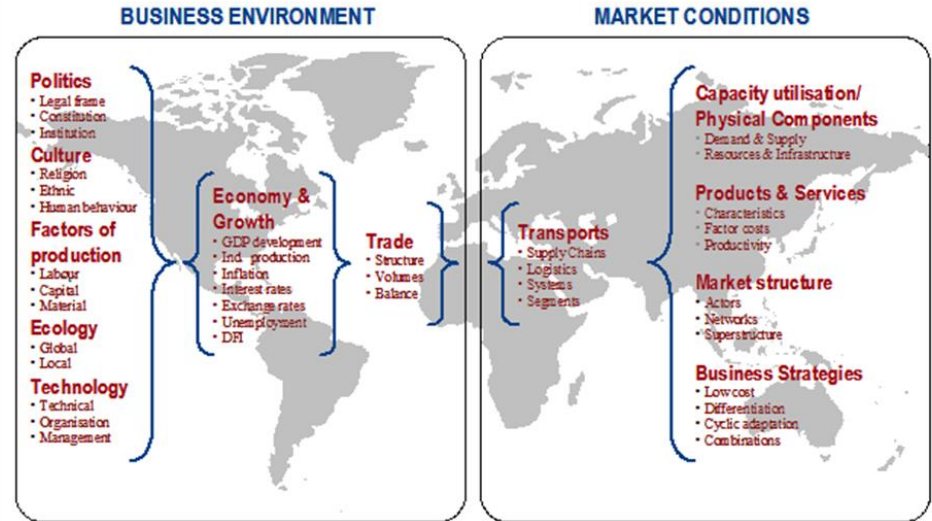 BUSINESS ENVIRONMENT
Politics
• Legal frame
• Constitution
• Institution
Culture
• Religion
• Ethnic
• Human behaviour
Factors of
production
• Labour
• Capital
• Material
Ecology
• Global
• Local
Technology
• Technical
• Organisation
• Management
Economy &
Growth
• GDP development
• Ind. production
• Inflation
• Interest rates
• Exchange rates
• Unemployment
• DFI
Trade
• Structure
• Volumes
• Balance
MARKET CONDITIONS
Transports
• Supply Chains
• Logistics
• Systems
• Segments
Capacity utilisation/
Physical Components
• Demand & Supply
• Resources & Infrastructure
Products & Services
• Characteristics
• Factor costs
• Productivity
Market structure
• Actors
• Networks
• Superstructure
Business Strategies
• Low cost
• Differentiation
• Cyclic adaptation
• Combinations